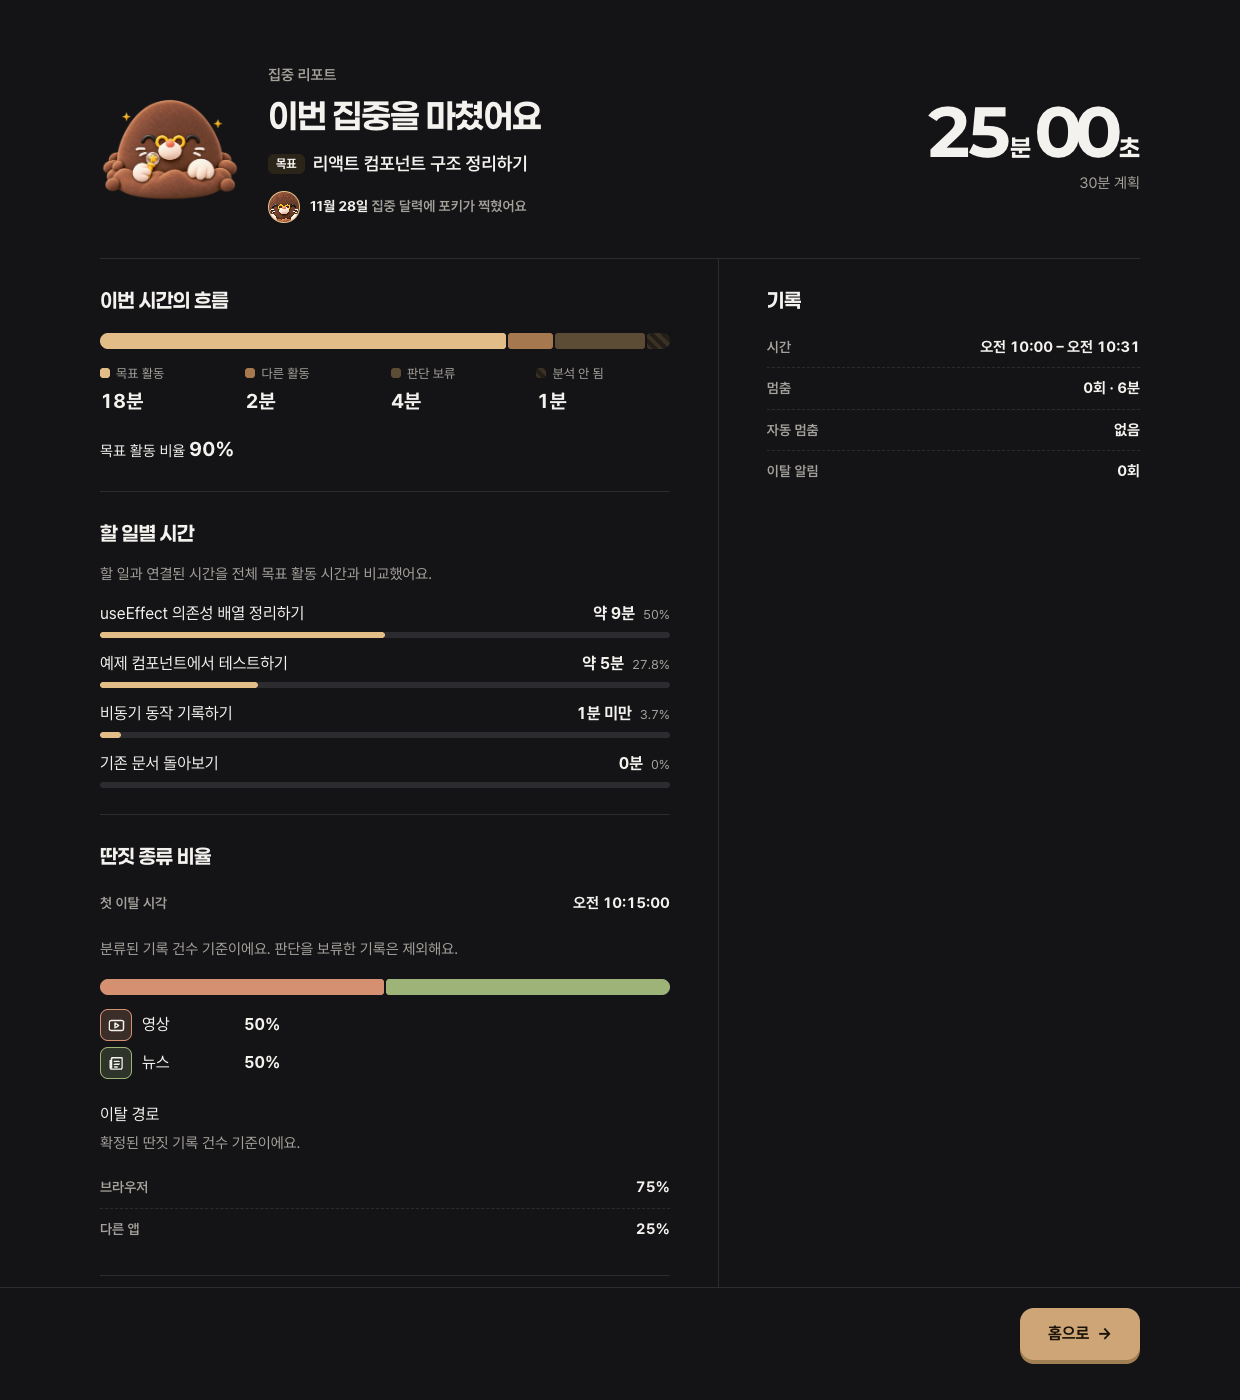 집중 리포트
이번 집중을 마쳤어요
목표 리액트 컴포넌트 구조 정리하기
11월 28일 집중 달력에 포키가 찍혔어요
25분 00초
30분 계획
이번 시간의 흐름
목표 활동 다른 활동 판단 보류 분석 안 됨
18분 2분 4분 1분
목표 활동 비율 90%
할 일별 시간
할 일과 연결된 시간을 전체 목표 활동 시간과 비교했어요.
useEffect 의존성 배열 정리하기 약 9분 50%
예제 컴포넌트에서 테스트하기 약 5분 27.8%
비동기 동작 기록하기 1분 미만 3.7%
기존 문서 돌아보기 0분 0%
딴짓 종류 비율
첫 이탈 시각 오전 10:15:00
분류된 기록 건수 기준이에요. 판단을 보류한 기록은 제외해요.
영상 50%
뉴스 50%
이탈 경로
확정된 딴짓 기록 건수 기준이에요.
브라우저 75%
다른 앱 25%
기록
시간 오전 10:00 – 오전 10:31
멈춤 0회 · 6분
자동 멈춤 없음
이탈 알림 0회
홈으로 →